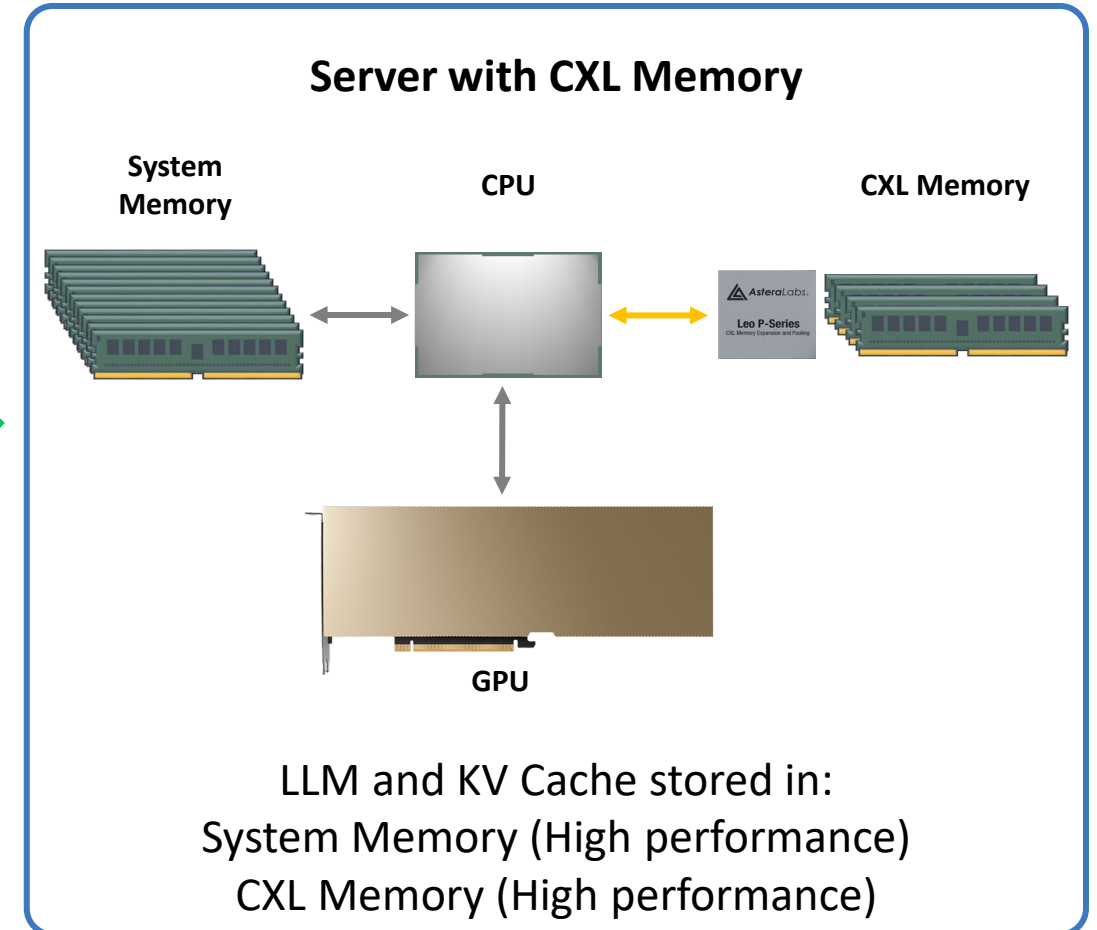 Server with CXL Memory
System
Memory
CPU
CXL Memory
AsteraLabs.
Leo P-Series
CXL Memory Expansion and Pooling
GPU
LLM and KV Cache stored in:
System Memory (High performance)
CXL Memory (High performance)